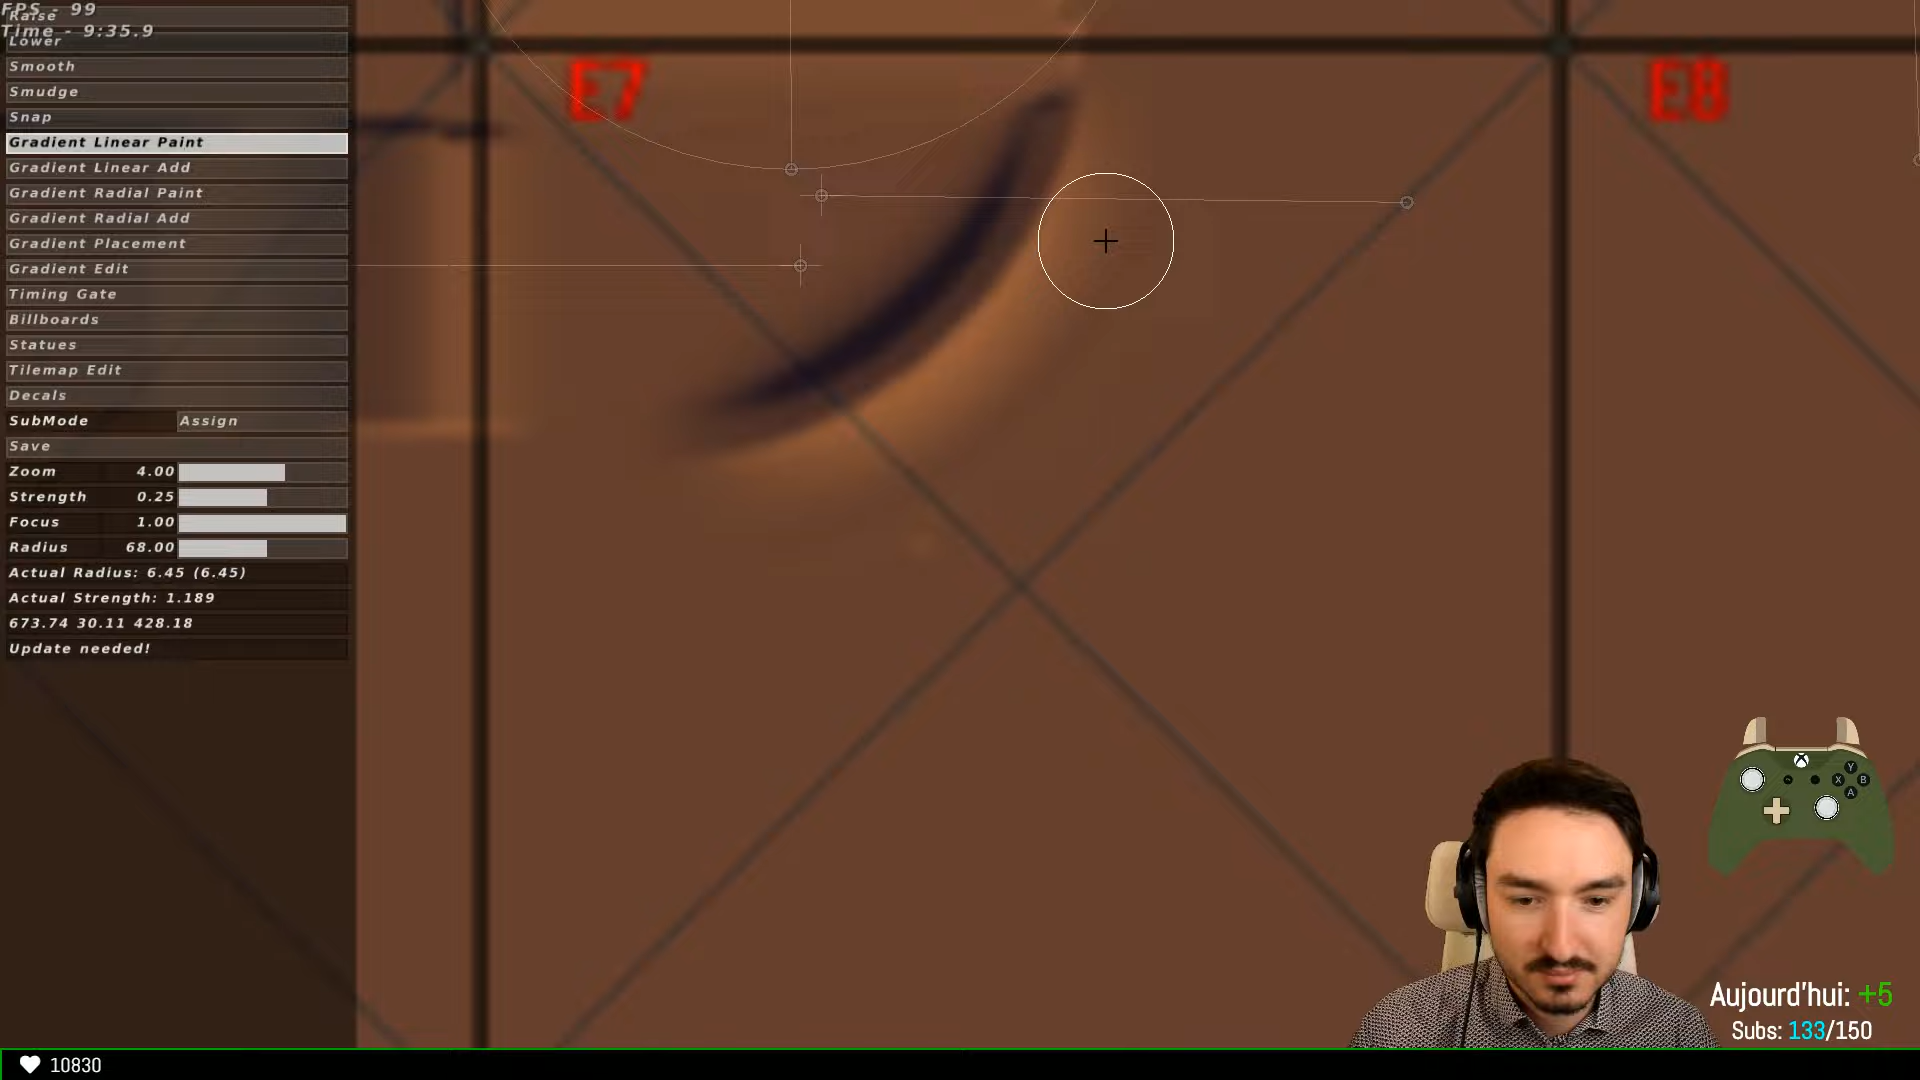 FPS - 99
Raise
Time - 9:35.9
Lower
Smooth
Smudge
Snap
Gradient Linear Paint
Gradient Linear Add
Gradient Radial Paint
Gradient Radial Add
Gradient Placement
Gradient Edit
Timing Gate
Billboards
Statues
Tilemap Edit
Decals
SubMode Assign
Save
Zoom 4.00
Strength 0.25
Focus 1.00
Radius 68.00
Actual Radius: 6.45 (6.45)
Actual Strength: 1.189
673.74 30.11 428.18
Update needed!
E7
E8
Y
X B
A
Aujourd'hui: +5
Subs: 133/150
10830